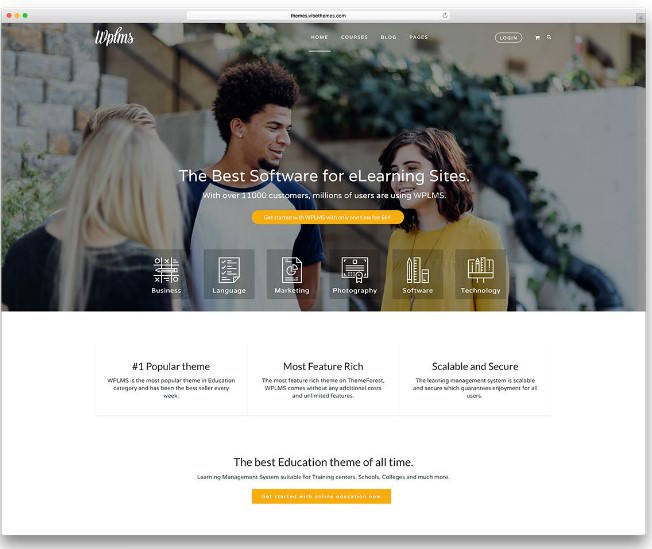 themes.vibethemes.com
Wplms
HOME COURSES BLOG PAGES LOGIN
The Best Software for eLearning Sites.
With over 11000 customers, millions of users are using WPLMS.
Get started with WPLMS with only one time fee $64
Business Language Marketing Photography Software Technology
#1 Popular theme
WPLMS is the most popular theme in Education
category and has been the best seller every
week.
Most Feature Rich
The most feature rich theme on ThemeForest,
WPLMS comes without any additional costs
and unlimited features.
Scalable and Secure
The learning management system is scalable
and secure which guarantees enjoyment for all
users.
The best Education theme of all time.
Learning Management System suitable for Training centers, Schools, Colleges and much more.
Get started with online education now